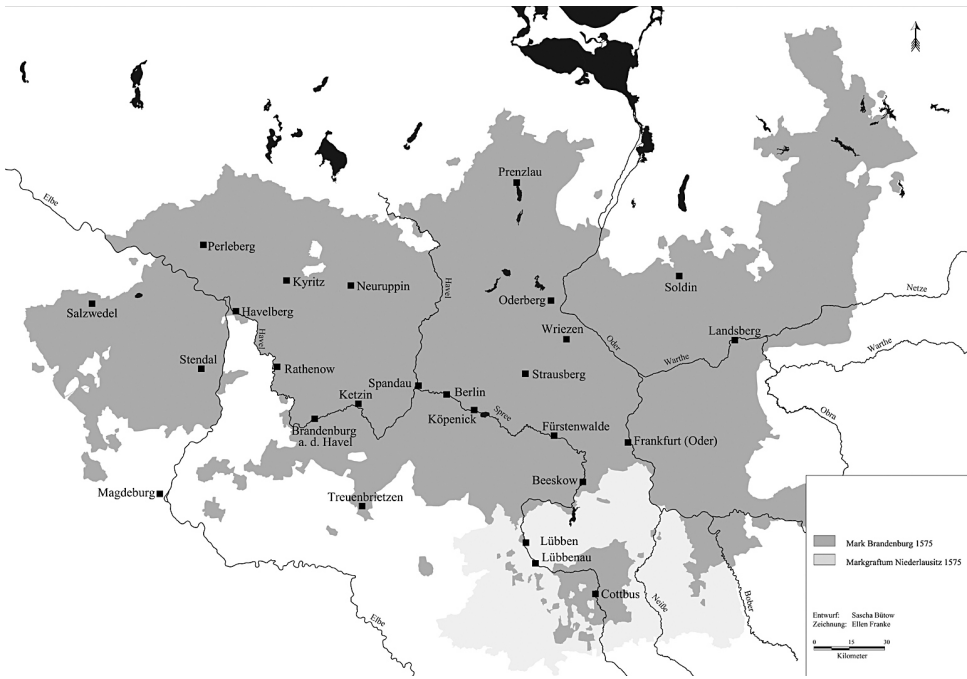 Prenzlau
Elbe
Perleberg
Kyritz
Neuruppin
Havel
Soldin
Netze
Salzwedel
Oderberg
Havelberg
Wriezen
Oder
Landsberg
Havel
Warthe
Warthe
Stendal
Rathenow
Strausberg
Spandau
Berlin
Ketzin
Köpenick
Spree
Obra
Brandenburg
a. d. Havel
Fürstenwalde
Frankfurt (Oder)
Beeskow
Magdeburg
Treuenbrietzen
Lübben
Lübbenau
Cottbus
Neiße
Bober
Elbe
Mark Brandenburg 1575
Markgraftum Niederlausitz 1575
Entwurf: Sascha Bütow
Zeichnung: Ellen Franke
0 15 30
Kilometer